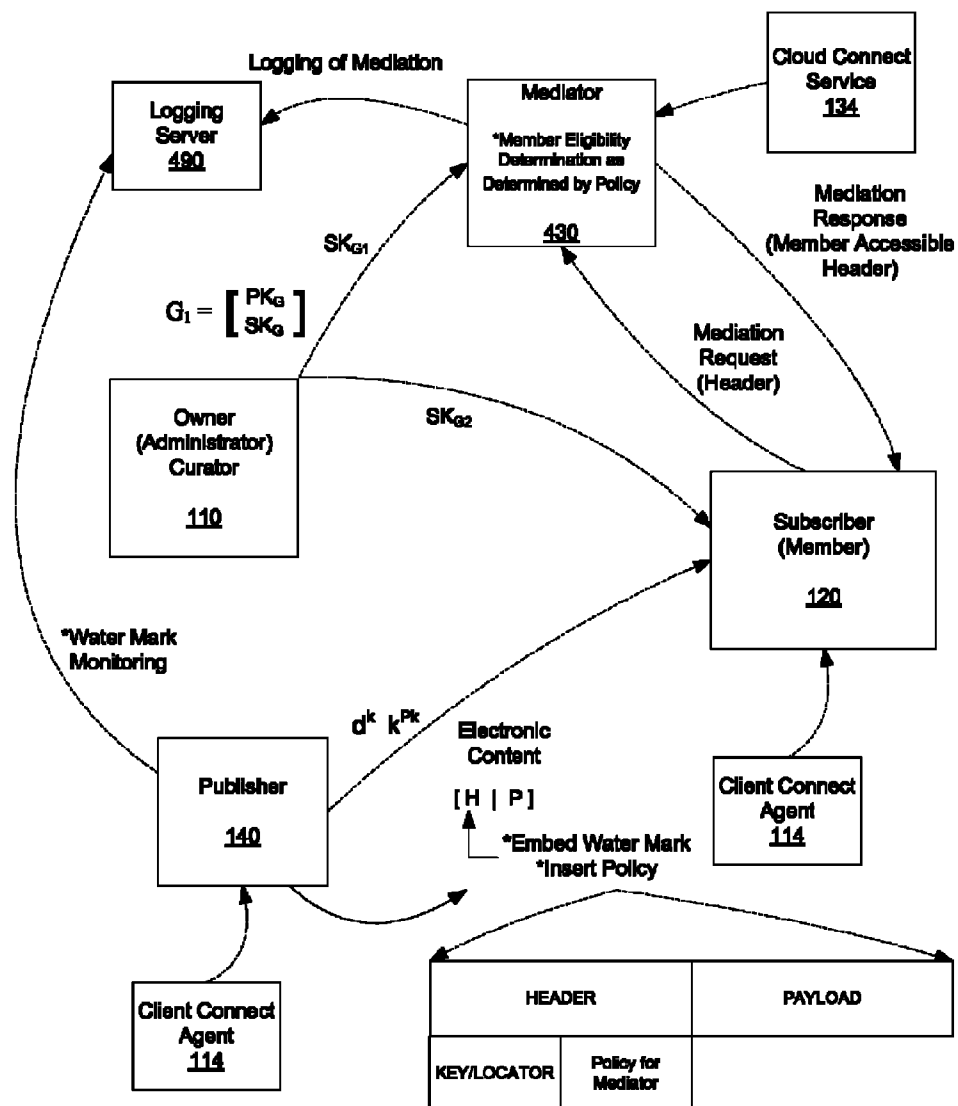 Logging of Mediation
Cloud Connect
Service
134
Mediator
*Member Eligibility
Determination as
Determined by Policy
430
Logging
Server
490
Mediation
Response
(Member Accessible
Header)
SKG1
G1 = [ PKG
SKG ]
Mediation
Request
(Header)
Owner
(Administrator)
Curator
110
SKG2
Subscriber
(Member)
120
*Water Mark
Monitoring
d^k k^Pk
Electronic
Content
[ H | P ]
Publisher
140
*Embed Water Mark
*Insert Policy
Client Connect
Agent
114
Client Connect
Agent
114
HEADER PAYLOAD
KEY/LOCATOR
Policy for
Mediator